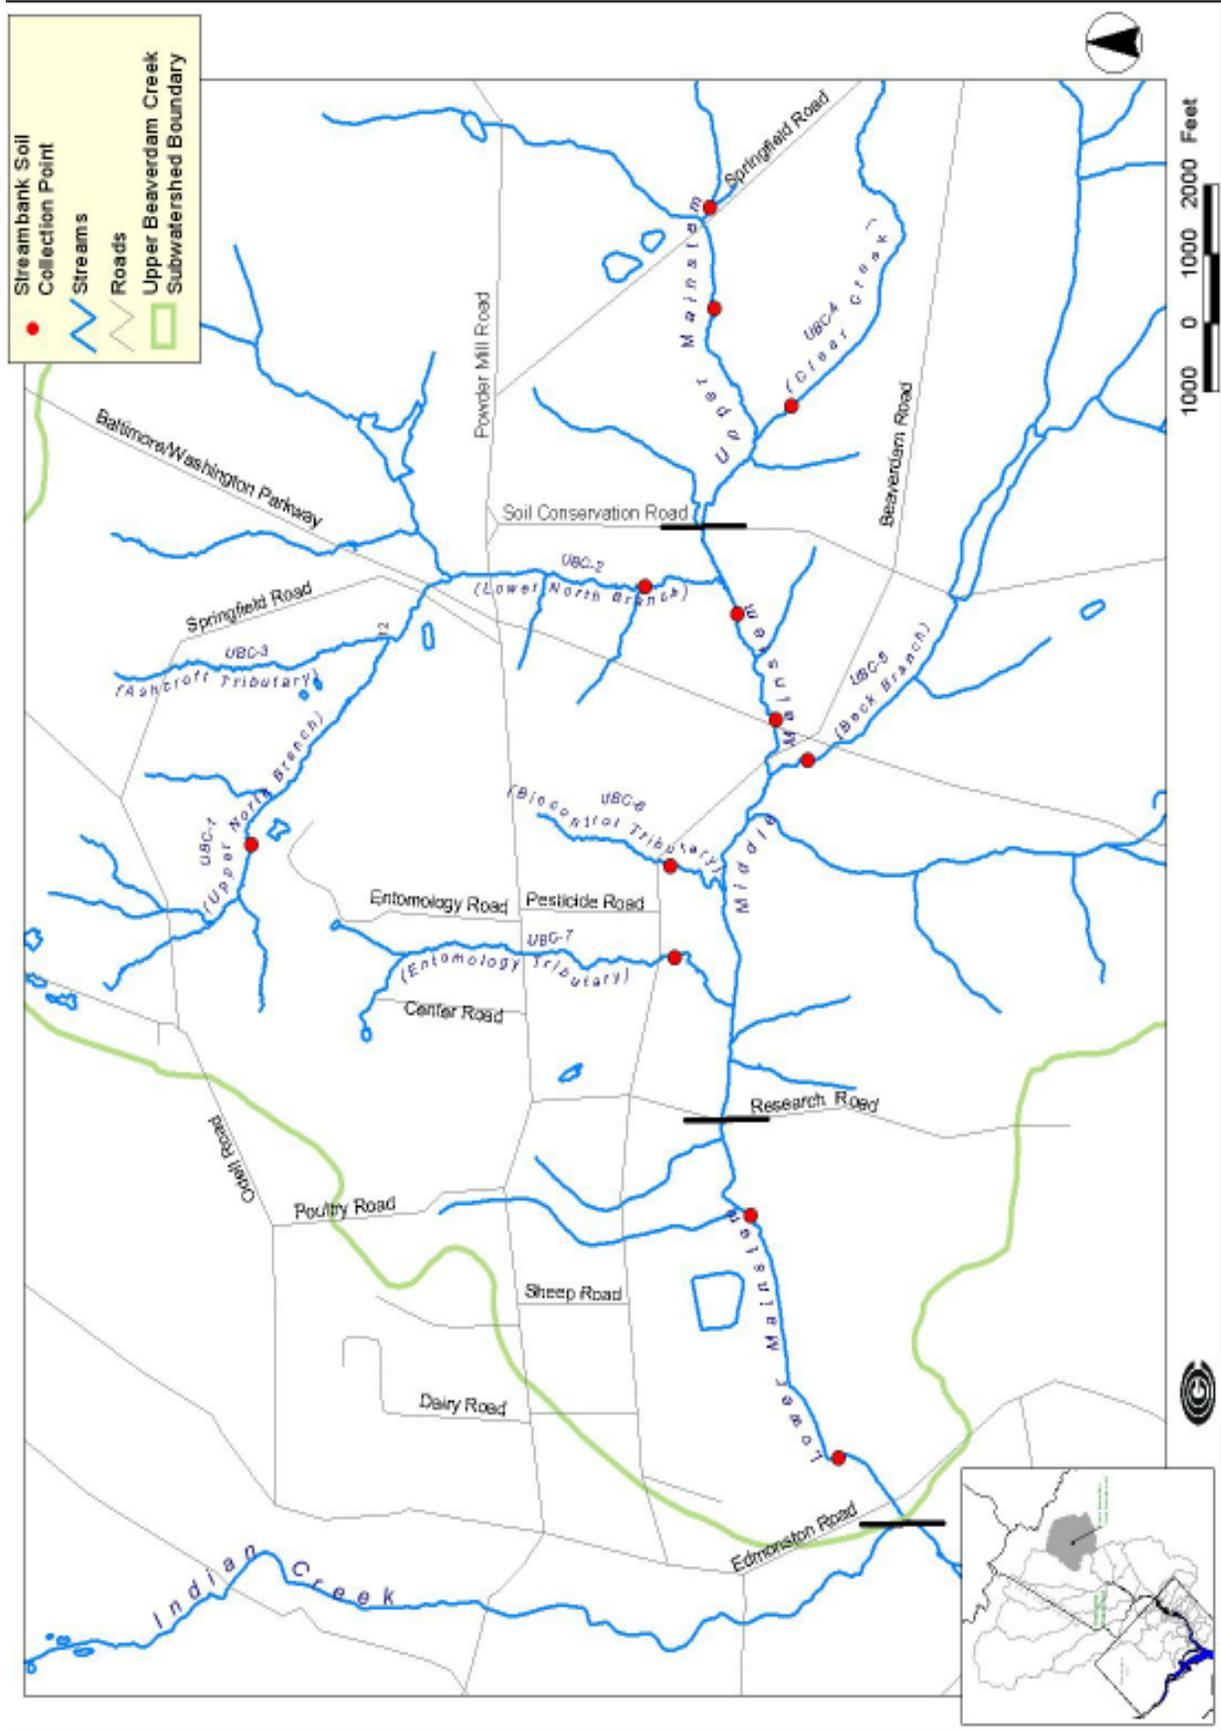 Streambank Soil
Collection Point
Streams
Roads
Upper Beaverdam Creek
Subwatershed Boundary
Baltimore/Washington Parkway
Springfield Road
UBC-3
(Ashcroft Tributary)
12
UBC-1
(Upper North Branch)
Powder Mill Road
Soil Conservation Road
UBC-2
(Lower North Branch)
Upper Mainstem
Springfield Road
UBC-4
(Clear Creek)
Beaverdam Road
UBC-5
(Beck Branch)
Middle Mainstem
UBC-6
(Biocontrol Tributary)
Entomology Road
Pesticide Road
UBC-7
(Entomology Tributary)
Center Road
Research Road
Odell Road
Poultry Road
Sheep Road
Dairy Road
Lower Mainstem
Edmonston Road
Indian Creek
1000 0 1000 2000 Feet